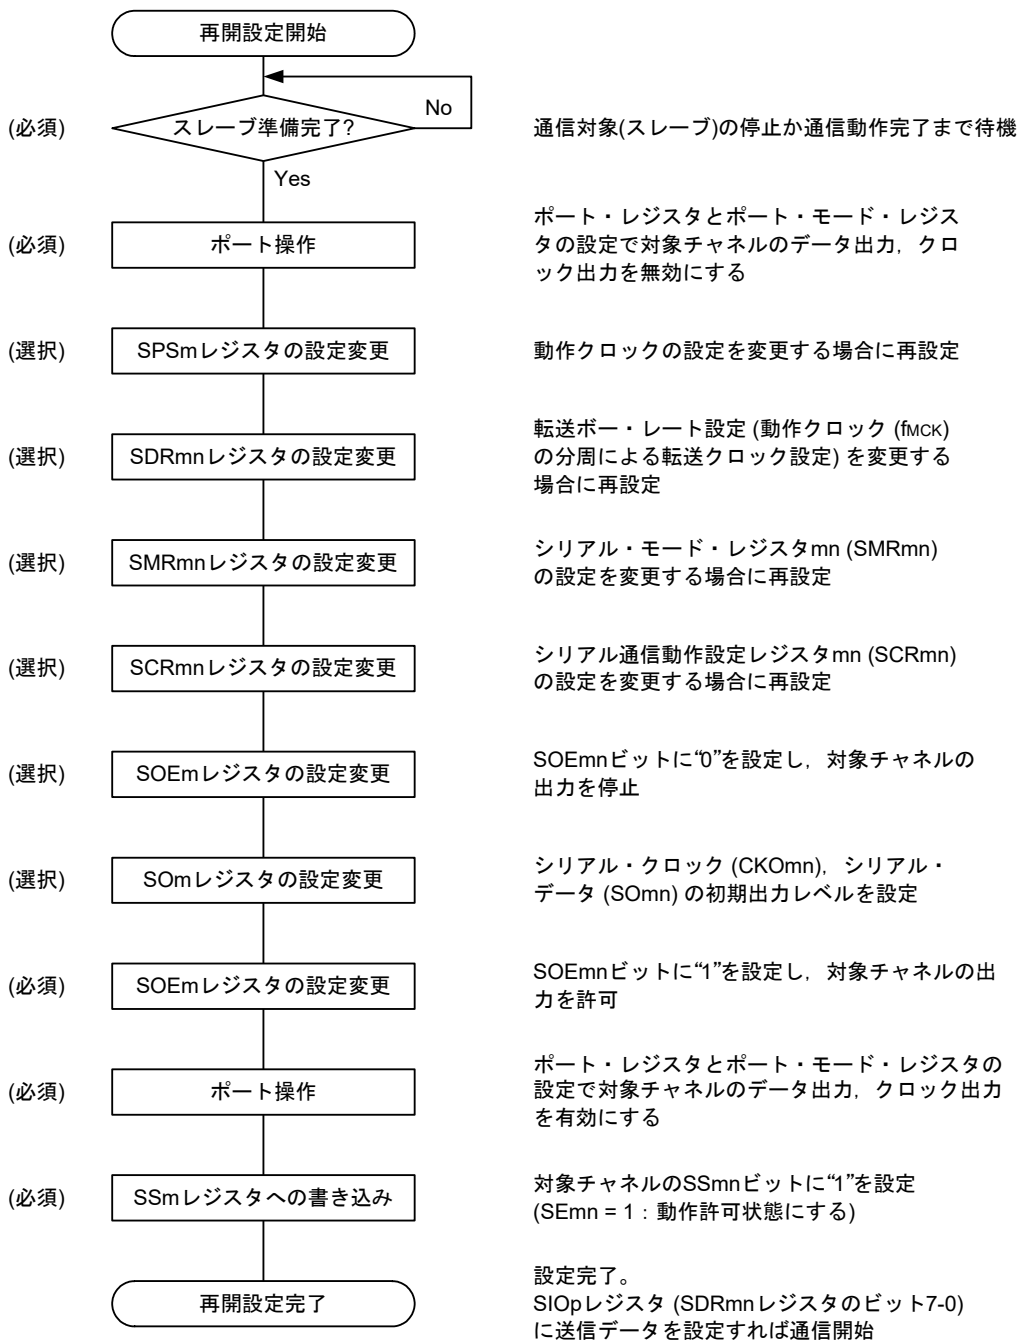 再開設定開始
No
(必須)
スレーブ準備完了?
通信対象(スレーブ)の停止か通信動作完了まで待機
Yes
(必須)
ポート操作
ポート・レジスタとポート・モード・レジス
タの設定で対象チャネルのデータ出力，クロ
ック出力を無効にする
(選択)
SPSmレジスタの設定変更
動作クロックの設定を変更する場合に再設定
(選択)
SDRmnレジスタの設定変更
転送ボー・レート設定 (動作クロック (fMCK)
の分周による転送クロック設定) を変更する
場合に再設定
(選択)
SMRmnレジスタの設定変更
シリアル・モード・レジスタmn (SMRmn)
の設定を変更する場合に再設定
(選択)
SCRmnレジスタの設定変更
シリアル通信動作設定レジスタmn (SCRmn)
の設定を変更する場合に再設定
(選択)
SOEmレジスタの設定変更
SOEmnビットに“0”を設定し，対象チャネルの
出力を停止
(選択)
SOmレジスタの設定変更
シリアル・クロック (CKOmn)，シリアル・
データ (SOmn) の初期出力レベルを設定
(必須)
SOEmレジスタの設定変更
SOEmnビットに“1”を設定し，対象チャネルの出
力を許可
(必須)
ポート操作
ポート・レジスタとポート・モード・レジスタの
設定で対象チャネルのデータ出力，クロック出力
を有効にする
(必須)
SSmレジスタへの書き込み
対象チャネルのSSmnビットに“1”を設定
(SEmn = 1：動作許可状態にする)
再開設定完了
設定完了。
SIOpレジスタ (SDRmnレジスタのビット7-0)
に送信データを設定すれば通信開始